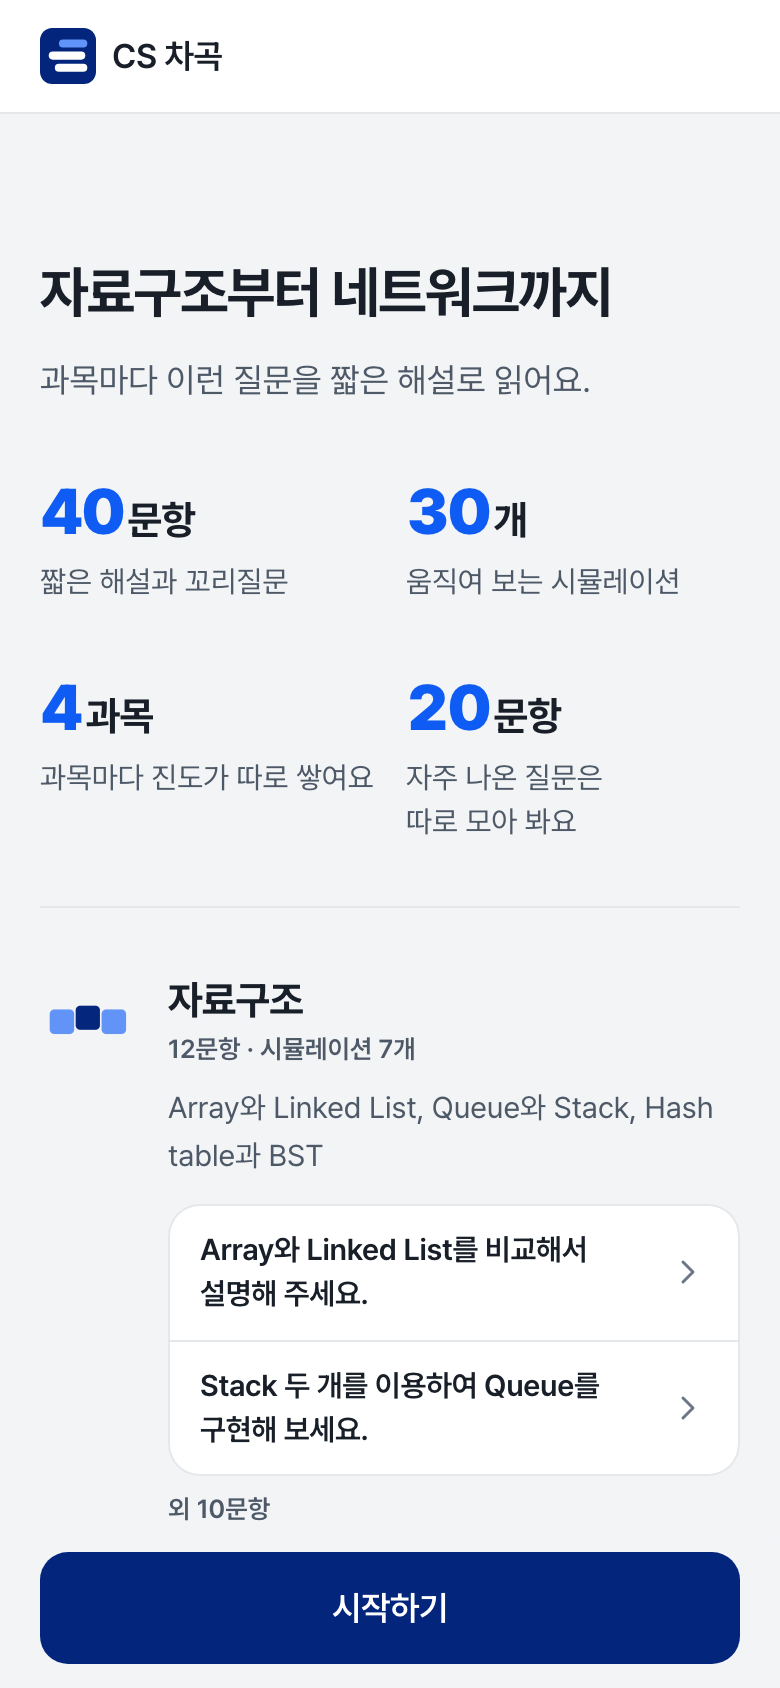 CS 차곡
자료구조부터 네트워크까지
과목마다 이런 질문을 짧은 해설로 읽어요.
40문항
짧은 해설과 꼬리질문
30개
움직여 보는 시뮬레이션
4과목
과목마다 진도가 따로 쌓여요
20문항
자주 나온 질문은
따로 모아 봐요
자료구조
12문항 · 시뮬레이션 7개
Array와 Linked List, Queue와 Stack, Hash
table과 BST
Array와 Linked List를 비교해서
설명해 주세요.
Stack 두 개를 이용하여 Queue를
구현해 보세요.
외 10문항
시작하기